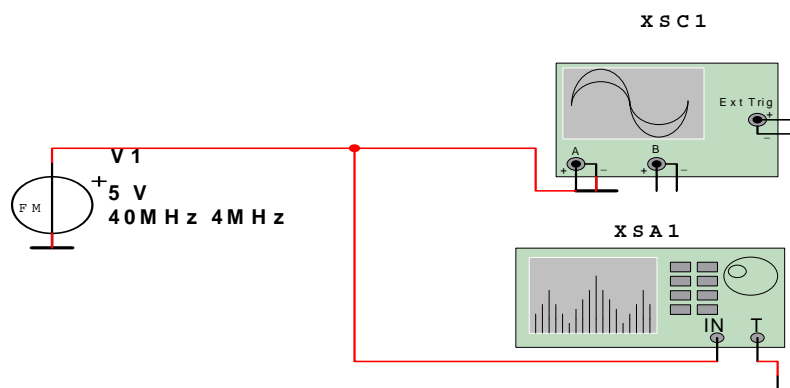 XSC1
Ext Trig
+
−
A
B
+
−
+
−
V1
+
FM
5 V
40MHz 4MHz
XSA1
IN T